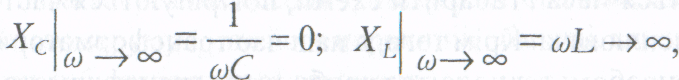 X_C|_{ω → ∞} = 1/(ωC) = 0; X_L|_{ω → ∞} = ωL → ∞,